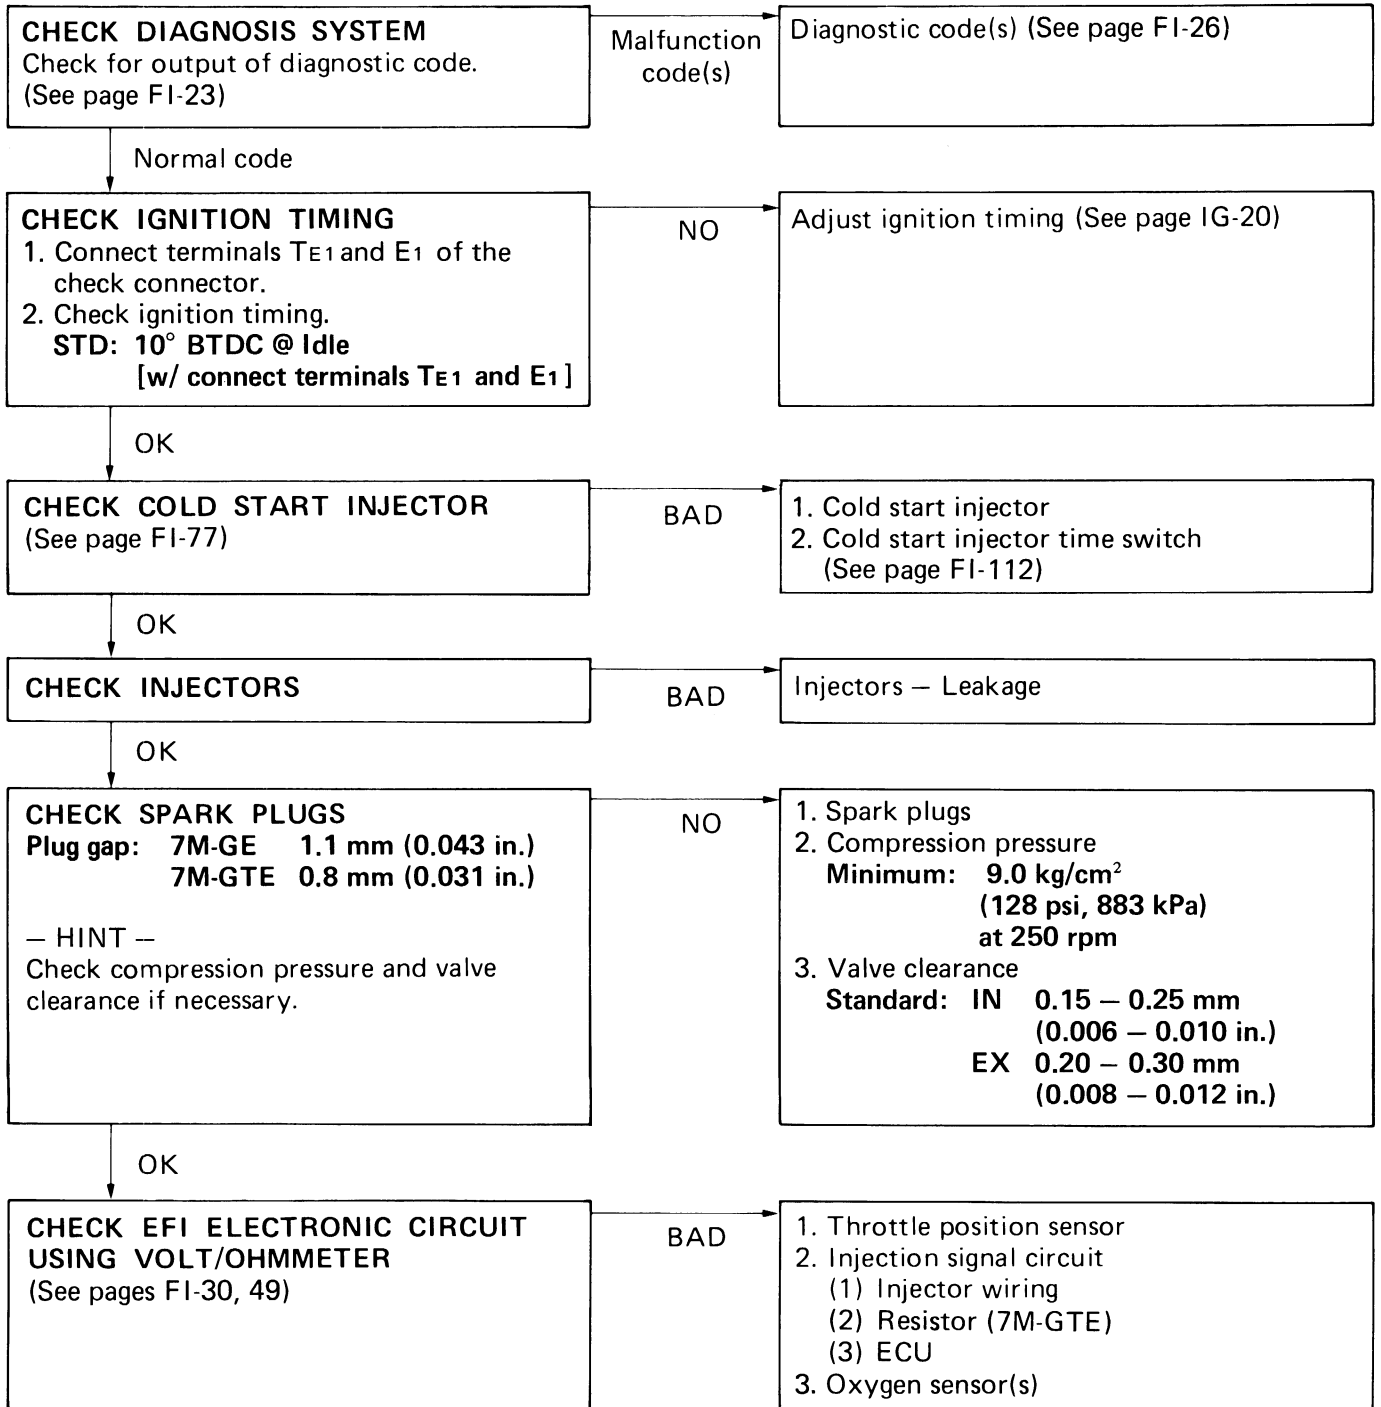 CHECK DIAGNOSIS SYSTEM
Check for output of diagnostic code.
(See page FI-23)
Malfunction
code(s)
Diagnostic code(s) (See page FI-26)
Normal code
CHECK IGNITION TIMING
1. Connect terminals TE1 and E1 of the
check connector.
2. Check ignition timing.
STD: 10° BTDC @ Idle
[w/ connect terminals TE1 and E1]
NO
Adjust ignition timing (See page IG-20)
OK
CHECK COLD START INJECTOR
(See page FI-77)
BAD
1. Cold start injector
2. Cold start injector time switch
(See page FI-112)
OK
CHECK INJECTORS
BAD
Injectors — Leakage
OK
CHECK SPARK PLUGS
Plug gap: 7M-GE 1.1 mm (0.043 in.)
7M-GTE 0.8 mm (0.031 in.)
— HINT —
Check compression pressure and valve
clearance if necessary.
NO
1. Spark plugs
2. Compression pressure
Minimum: 9.0 kg/cm²
(128 psi, 883 kPa)
at 250 rpm
3. Valve clearance
Standard: IN 0.15 — 0.25 mm
(0.006 — 0.010 in.)
EX 0.20 — 0.30 mm
(0.008 — 0.012 in.)
OK
CHECK EFI ELECTRONIC CIRCUIT
USING VOLT/OHMMETER
(See pages FI-30, 49)
BAD
1. Throttle position sensor
2. Injection signal circuit
(1) Injector wiring
(2) Resistor (7M-GTE)
(3) ECU
3. Oxygen sensor(s)